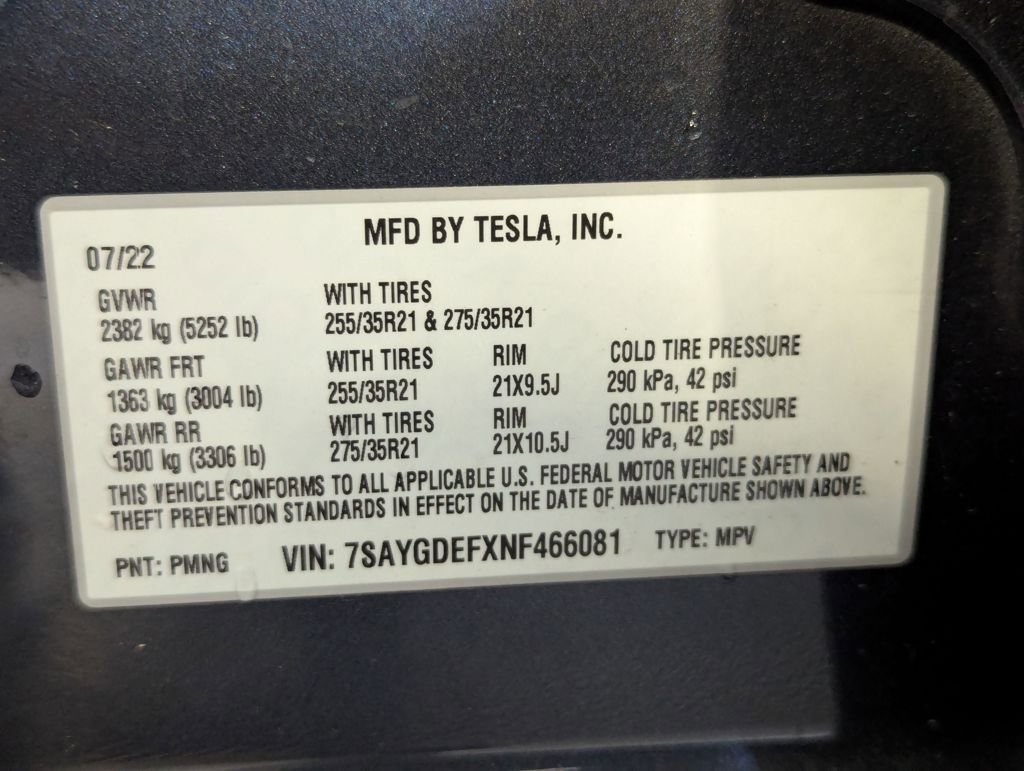 MFD BY TESLA, INC.
07/22
GVWR WITH TIRES
2382 kg (5252 lb) 255/35R21 & 275/35R21
GAWR FRT WITH TIRES RIM COLD TIRE PRESSURE
1363 kg (3004 lb) 255/35R21 21X9.5J 290 kPa, 42 psi
GAWR RR WITH TIRES RIM COLD TIRE PRESSURE
1500 kg (3306 lb) 275/35R21 21X10.5J 290 kPa, 42 psi
THIS VEHICLE CONFORMS TO ALL APPLICABLE U.S. FEDERAL MOTOR VEHICLE SAFETY AND
THEFT PREVENTION STANDARDS IN EFFECT ON THE DATE OF MANUFACTURE SHOWN ABOVE.
PNT: PMNG VIN: 7SAYGDEFXNF466081 TYPE: MPV